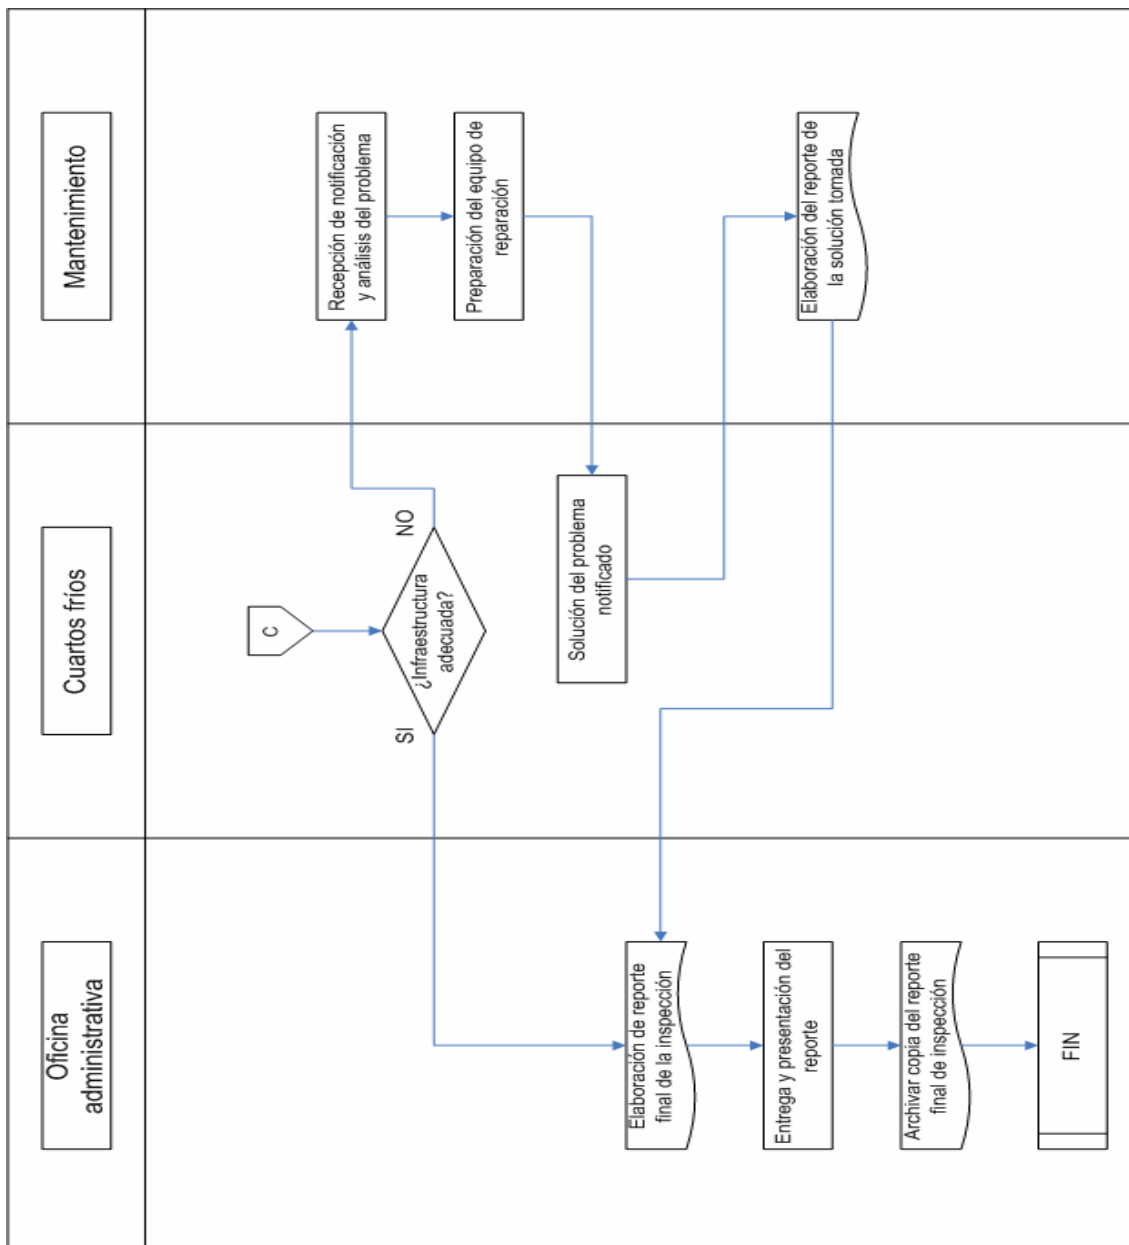 Oficina
administrativa
Cuartos fríos
Mantenimiento
C
¿Infraestructura
adecuada?
SI
NO
Recepción de notificación
y análisis del problema
Preparación del equipo de
reparación
Solución del problema
notificado
Elaboración del reporte de
la solución tomada
Elaboración de reporte
final de la inspección
Entrega y presentación del
reporte
Archivar copia del reporte
final de inspección
FIN